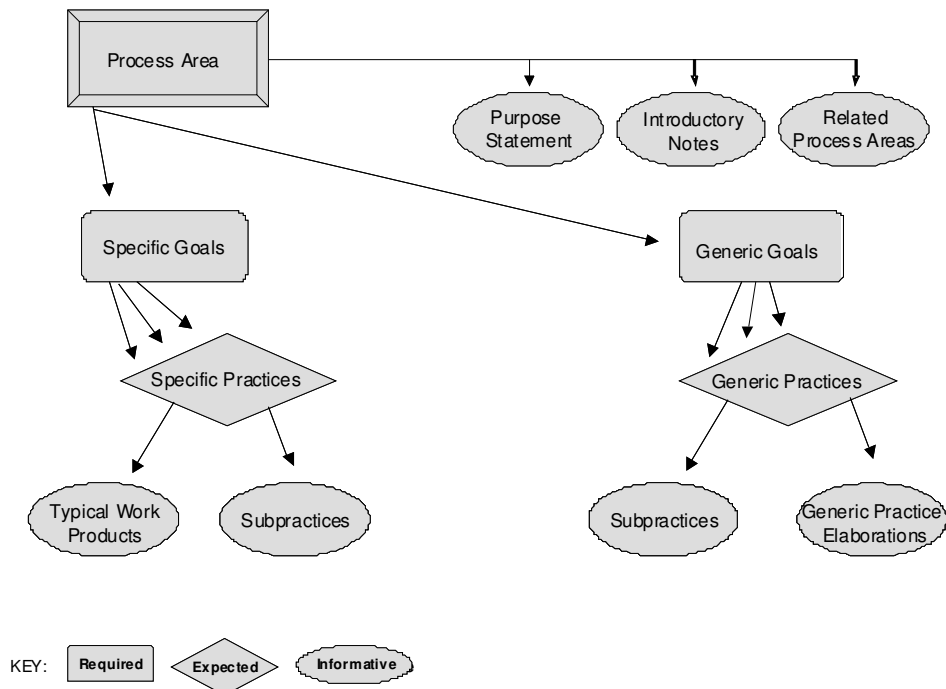 Process Area
Purpose
Statement
Introductory
Notes
Related
Process Areas
Specific Goals
Generic Goals
Specific Practices
Generic Practices
Typical Work
Products
Subpractices
Subpractices
Generic Practice
Elaborations
KEY:
Required
Expected
Informative